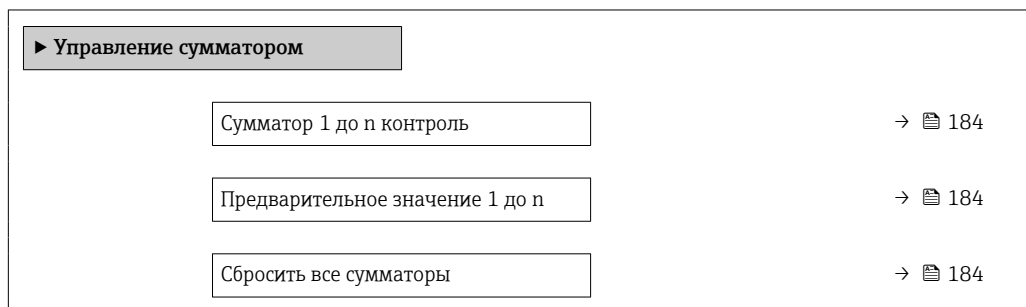 ► Управление сумматором
Сумматор 1 до n контроль → 184
Предварительное значение 1 до n → 184
Сбросить все сумматоры → 184